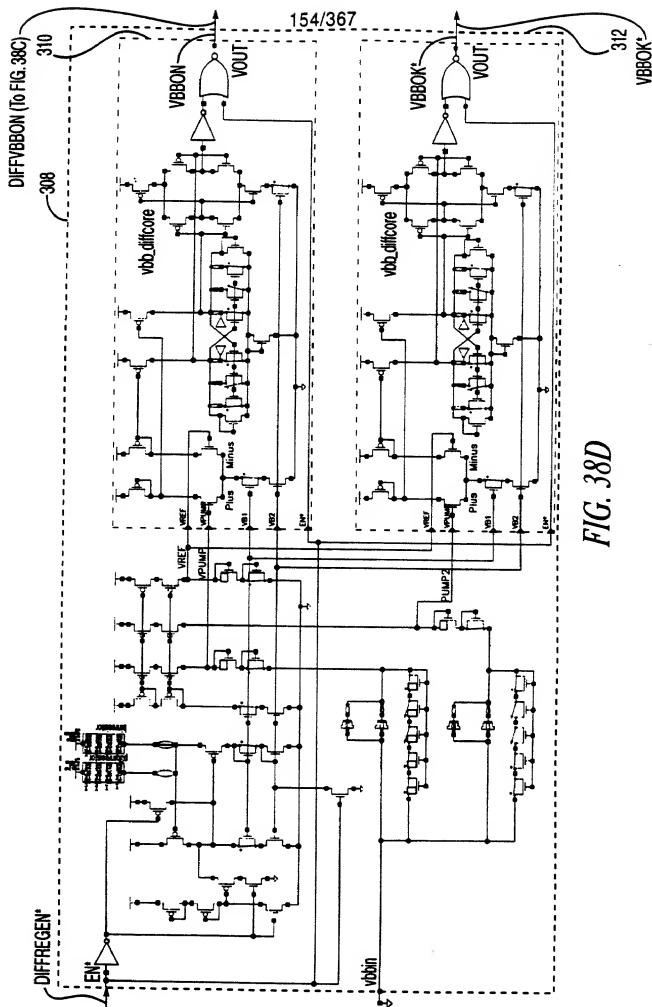 154/367
DIFFVBBON (To FIG. 38C)
310
VBBON
308
VOUT
vbb_diffcore
Plus
Minus
VREF
VPUMP
VB1
VB2
EN*
VREF
VPUMP
312
VBBOK*
VBBOK*
VOUT
vbb_diffcore
Plus
Minus
VREF
VPUMP
VB1
VB2
EN*
PUMP2
DIFFREGEN*
EN*
vbbin
FIG. 38D